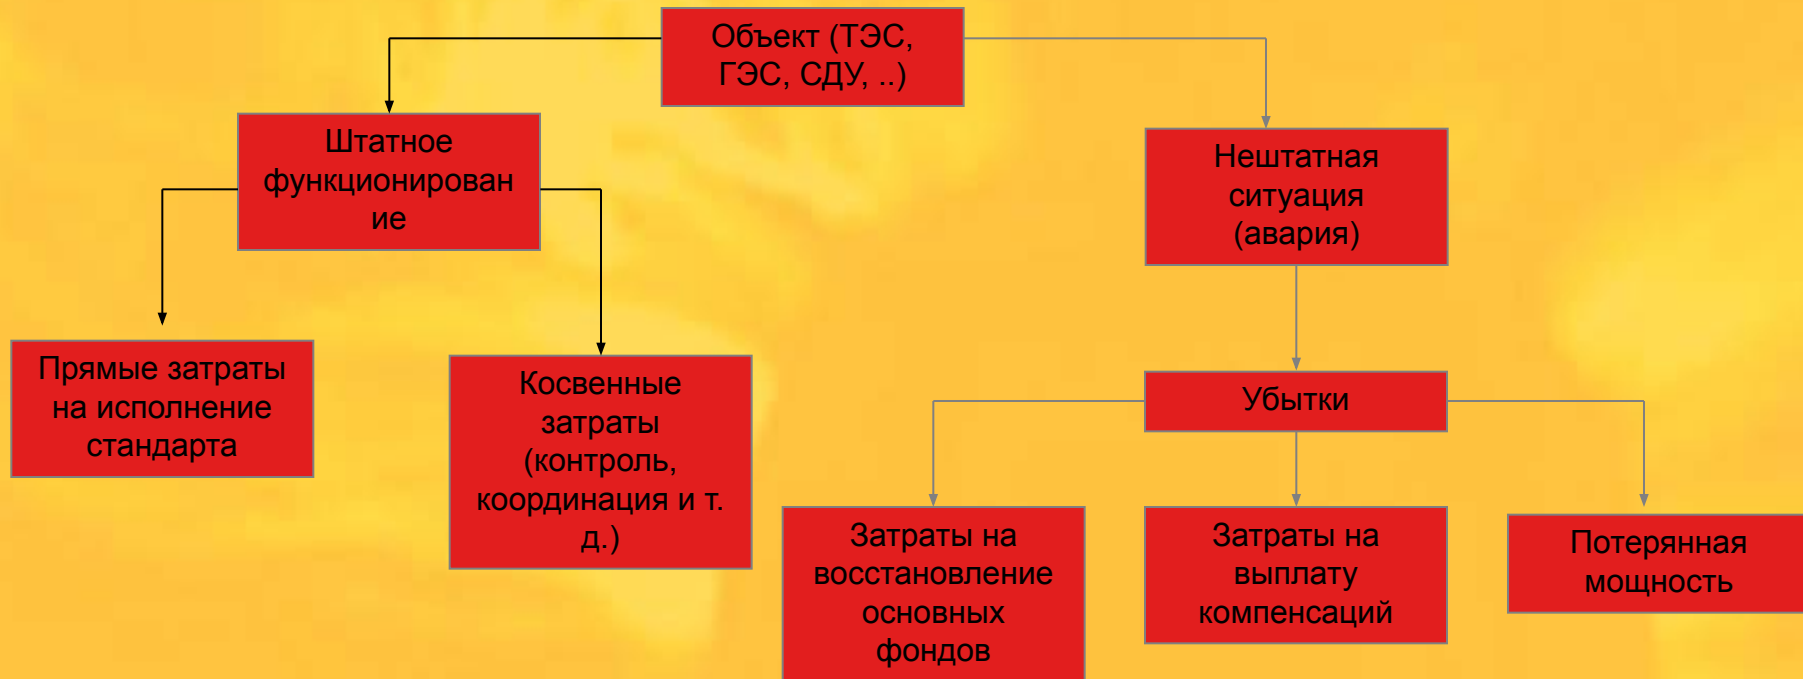 Объект (ТЭС,
ГЭС, СДУ, ..)
Штатное
функционирован
ие
Нештатная
ситуация
(авария)
Прямые затраты
на исполнение
стандарта
Косвенные
затраты
(контроль,
координация и т.
д.)
Убытки
Затраты на
восстановление
основных
фондов
Затраты на
выплату
компенсаций
Потерянная
мощность